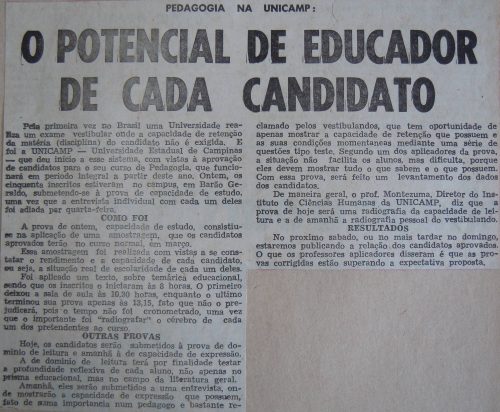 PEDAGOGIA NA UNICAMP:
O POTENCIAL DE EDUCADOR
DE CADA CANDIDATO
Pela primeira vez no Brasil uma Universidade rea-
liza um exame vestibular onde a capacidade de retenção
da matéria (disciplina) do candidato não é exigida. E
foi a UNICAMP — Universidade Estadual de Campinas
— que deu início a esse sistema, com vistas à aprovação
de candidatos para o seu curso de Pedagogia, que funcio-
nará em período integral a partir deste ano. Ontem, os
cinquenta inscritos estiveram no campus, em Barão Ge-
raldo, submetendo-se à prova de capacidade de estudo,
uma vez que a entrevista individual com cada um deles
foi adiada par quarta-feira.
COMO FOI
A prova de ontem, capacidade de estudo, consistiu-
se na aplicação de uma amostragem, que os candidatos
aprovados terão no curso normal, em março.
Esse amostragem foi realizada com vistas a se cons-
tatar o rendimento e a capacidade de cada candidato,
ou seja, a situação real de escolaridade de cada um deles.
Foi aplicado um texto, sobre temática educacional,
sendo que os inscritos o iniciaram às 8 horas. O primeiro
deixou a sala de aula às 10,30 horas, enquanto o último
terminou sua prova apenas às 13,15, fato que não o pre-
judicará, pois o tempo não foi cronometrado, uma vez
que o importante foi "radiografar" o cérebro de cada
um dos pretendentes ao curso.
OUTRAS PROVAS
Hoje, os candidatos serão submetidos à prova de do-
mínio de leitura e amanhã à de capacidade de expressão.
A de domínio de leitura terá por finalidade testar
a profundidade reflexiva de cada aluno, não apenas no
prisma educacional, mas no campo da literatura geral.
Amanhã, eles serão submetidos a uma entrevista, on-
de mostrarão a capacidade de expressão que possuem,
fato de suma importância num pedagogo e bastante re-
clamado pelos vestibulandos, que tem oportunidade de
apenas mostrar a capacidade de retenção que possuem e
as suas condições momentâneas mediante uma série de
questões tipo teste. Segundo um dos aplicadores da prova,
a situação não facilita os alunos, mas dificulta, porque
eles devem mostrar tudo o que sabem e o que possuem.
Com essa prova, será feito um levantamento dos dados
dos candidatos.
De maneira geral, o prof. Montezuma, Diretor do Insti-
tuto de Ciências Humanas da UNICAMP, diz que a
prova de hoje será uma radiografia da capacidade de lei-
tura e a de amanhã a radiografia pessoal do vestibulando.
RESULTADOS
No próximo sabado, ou no mais tardar no domingo,
estaremos publicando a relação dos candidatos aprovados.
O que os professores aplicadores disseram é que as pro-
vas corrigidas estão superando a expectativa proposta.